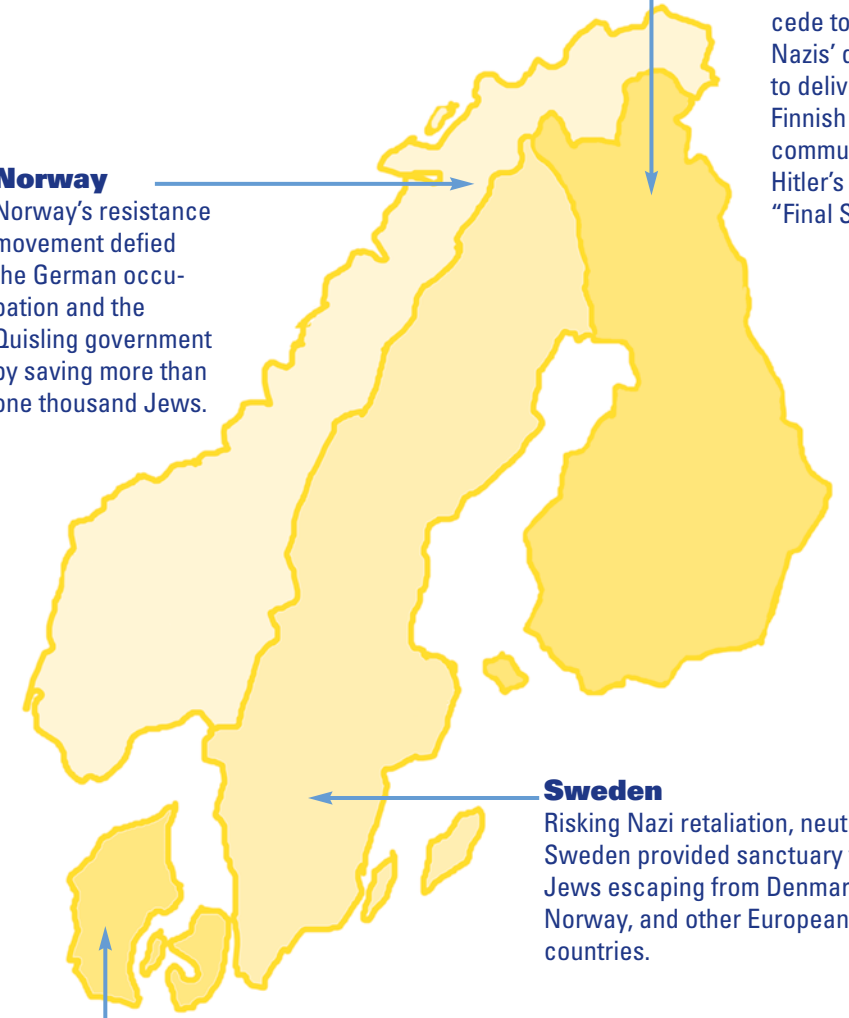 cede to
Nazis’ d
to deliv
Finnish
commu
Hitler’s
“Final S
Norway
Norway’s resistance
movement defied
the German occu-
pation and the
Quisling government
by saving more than
one thousand Jews.
Sweden
Risking Nazi retaliation, neut
Sweden provided sanctuary
Jews escaping from Denmar
Norway, and other European
countries.